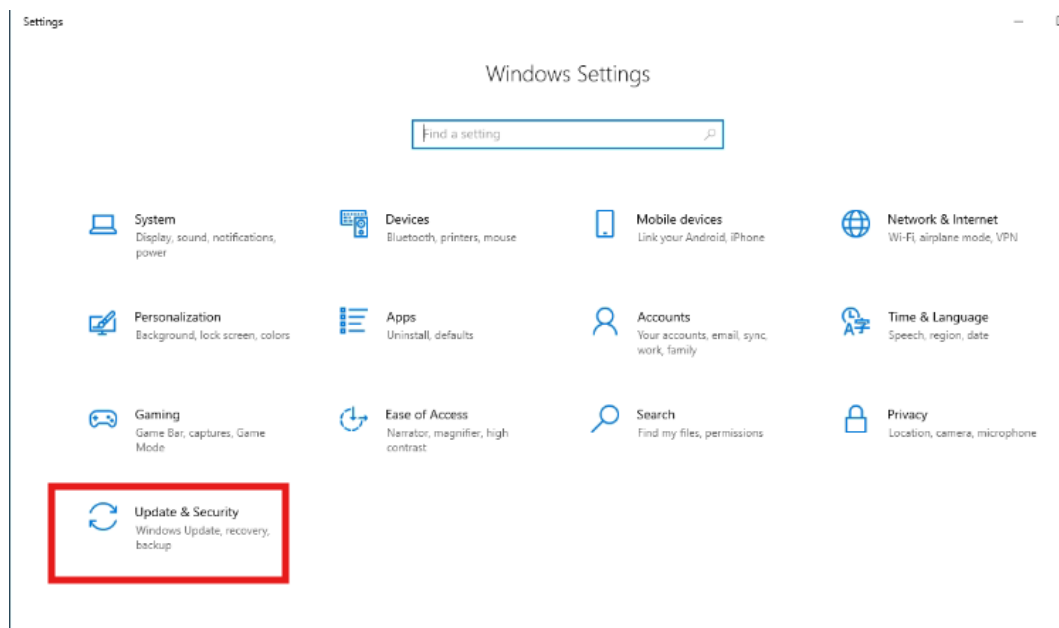 Settings
Windows Settings
Find a setting
System
Display, sound, notifications,
power
Devices
Bluetooth, printers, mouse
Mobile devices
Link your Android, iPhone
Network & Internet
Wi-Fi, airplane mode, VPN
Personalization
Background, lock screen, colors
Apps
Uninstall, defaults
Accounts
Your accounts, email, sync,
work, family
Time & Language
Speech, region, date
Gaming
Game Bar, captures, Game
Mode
Ease of Access
Narrator, magnifier, high
contrast
Search
Find my files, permissions
Privacy
Location, camera, microphone
Update & Security
Windows Update, recovery,
backup